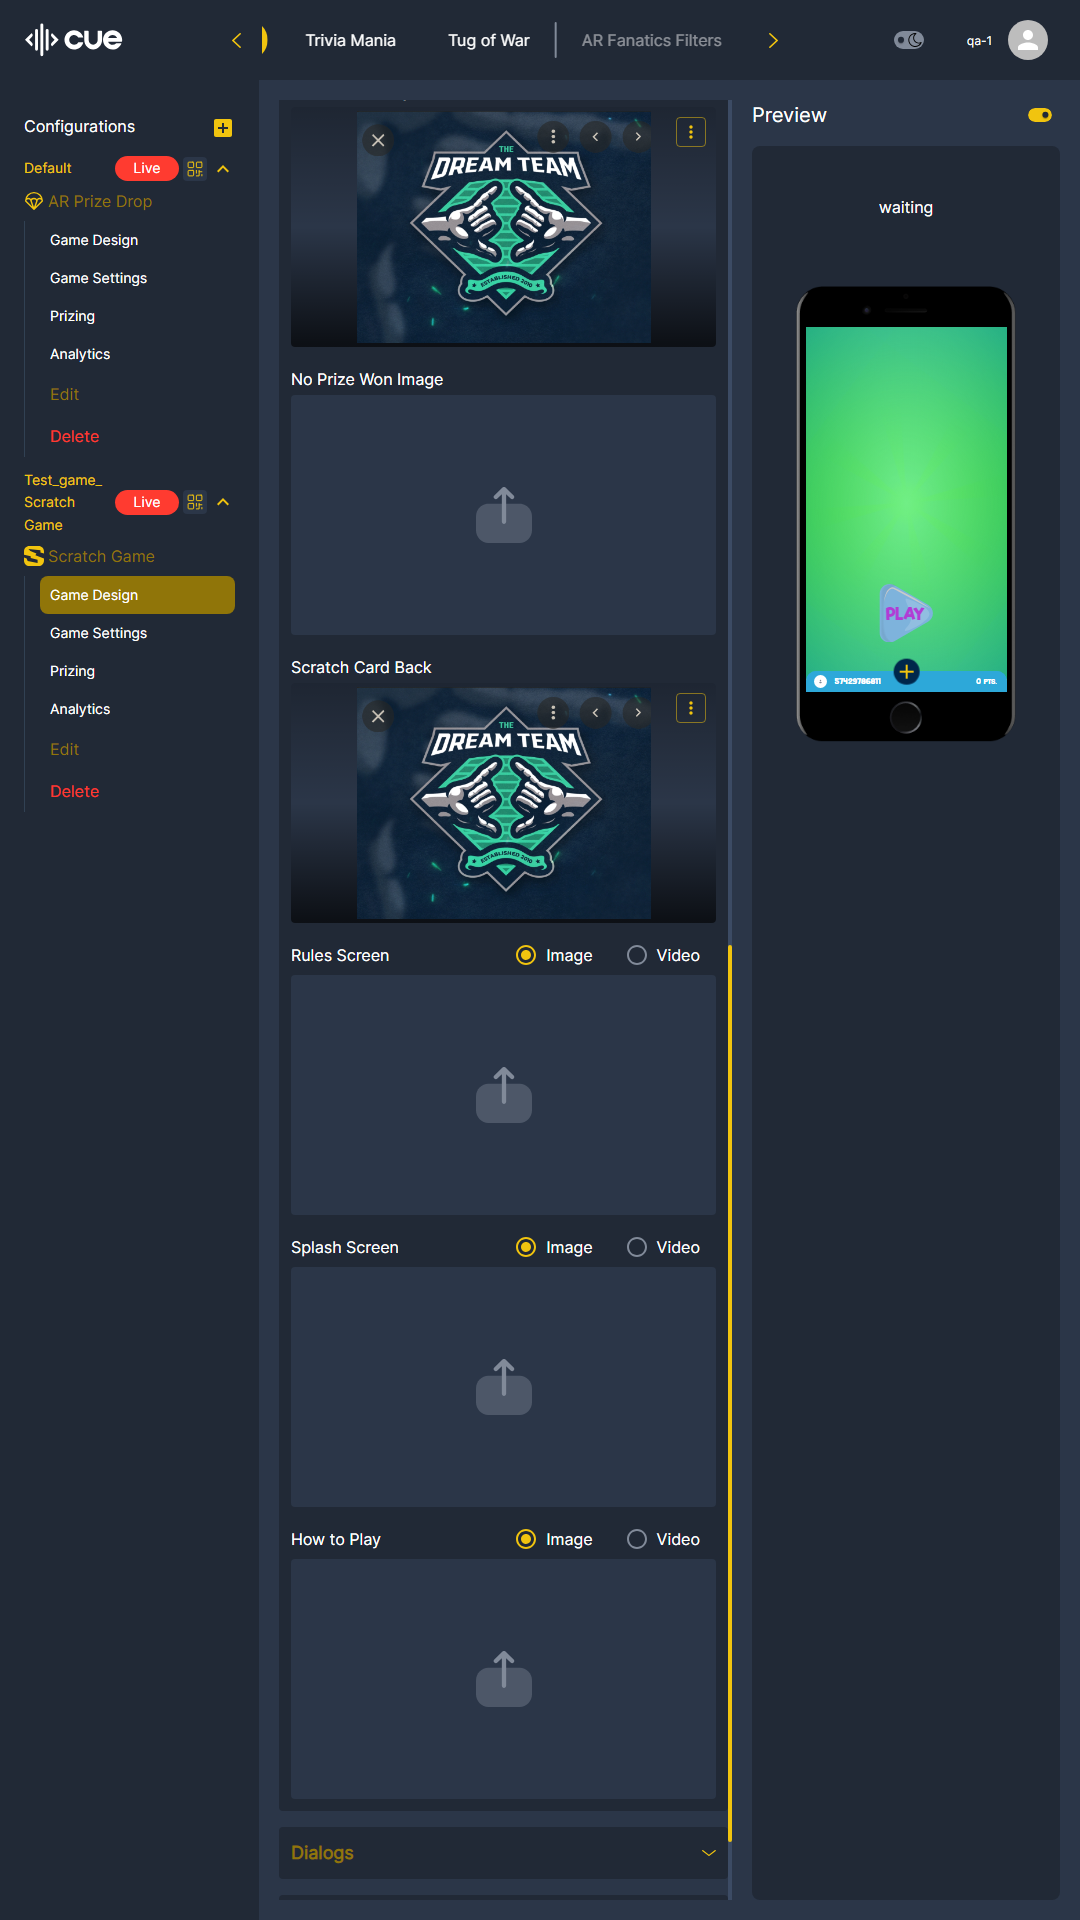 cue
Trivia Mania
Tug of War
AR Fanatics Filters
qa-1
Configurations
Default
Live
AR Prize Drop
Game Design
Game Settings
Prizing
Analytics
Edit
Delete
Test_game_
Scratch
Game
Live
Scratch Game
Game Design
Game Settings
Prizing
Analytics
Edit
Delete
THE
DREAM TEAM
ESTABLISHED 2010
No Prize Won Image
Scratch Card Back
THE
DREAM TEAM
ESTABLISHED 2010
Rules Screen
Image
Video
Splash Screen
Image
Video
How to Play
Image
Video
Dialogs
Preview
waiting
PLAY
57429786811
0 PTS.